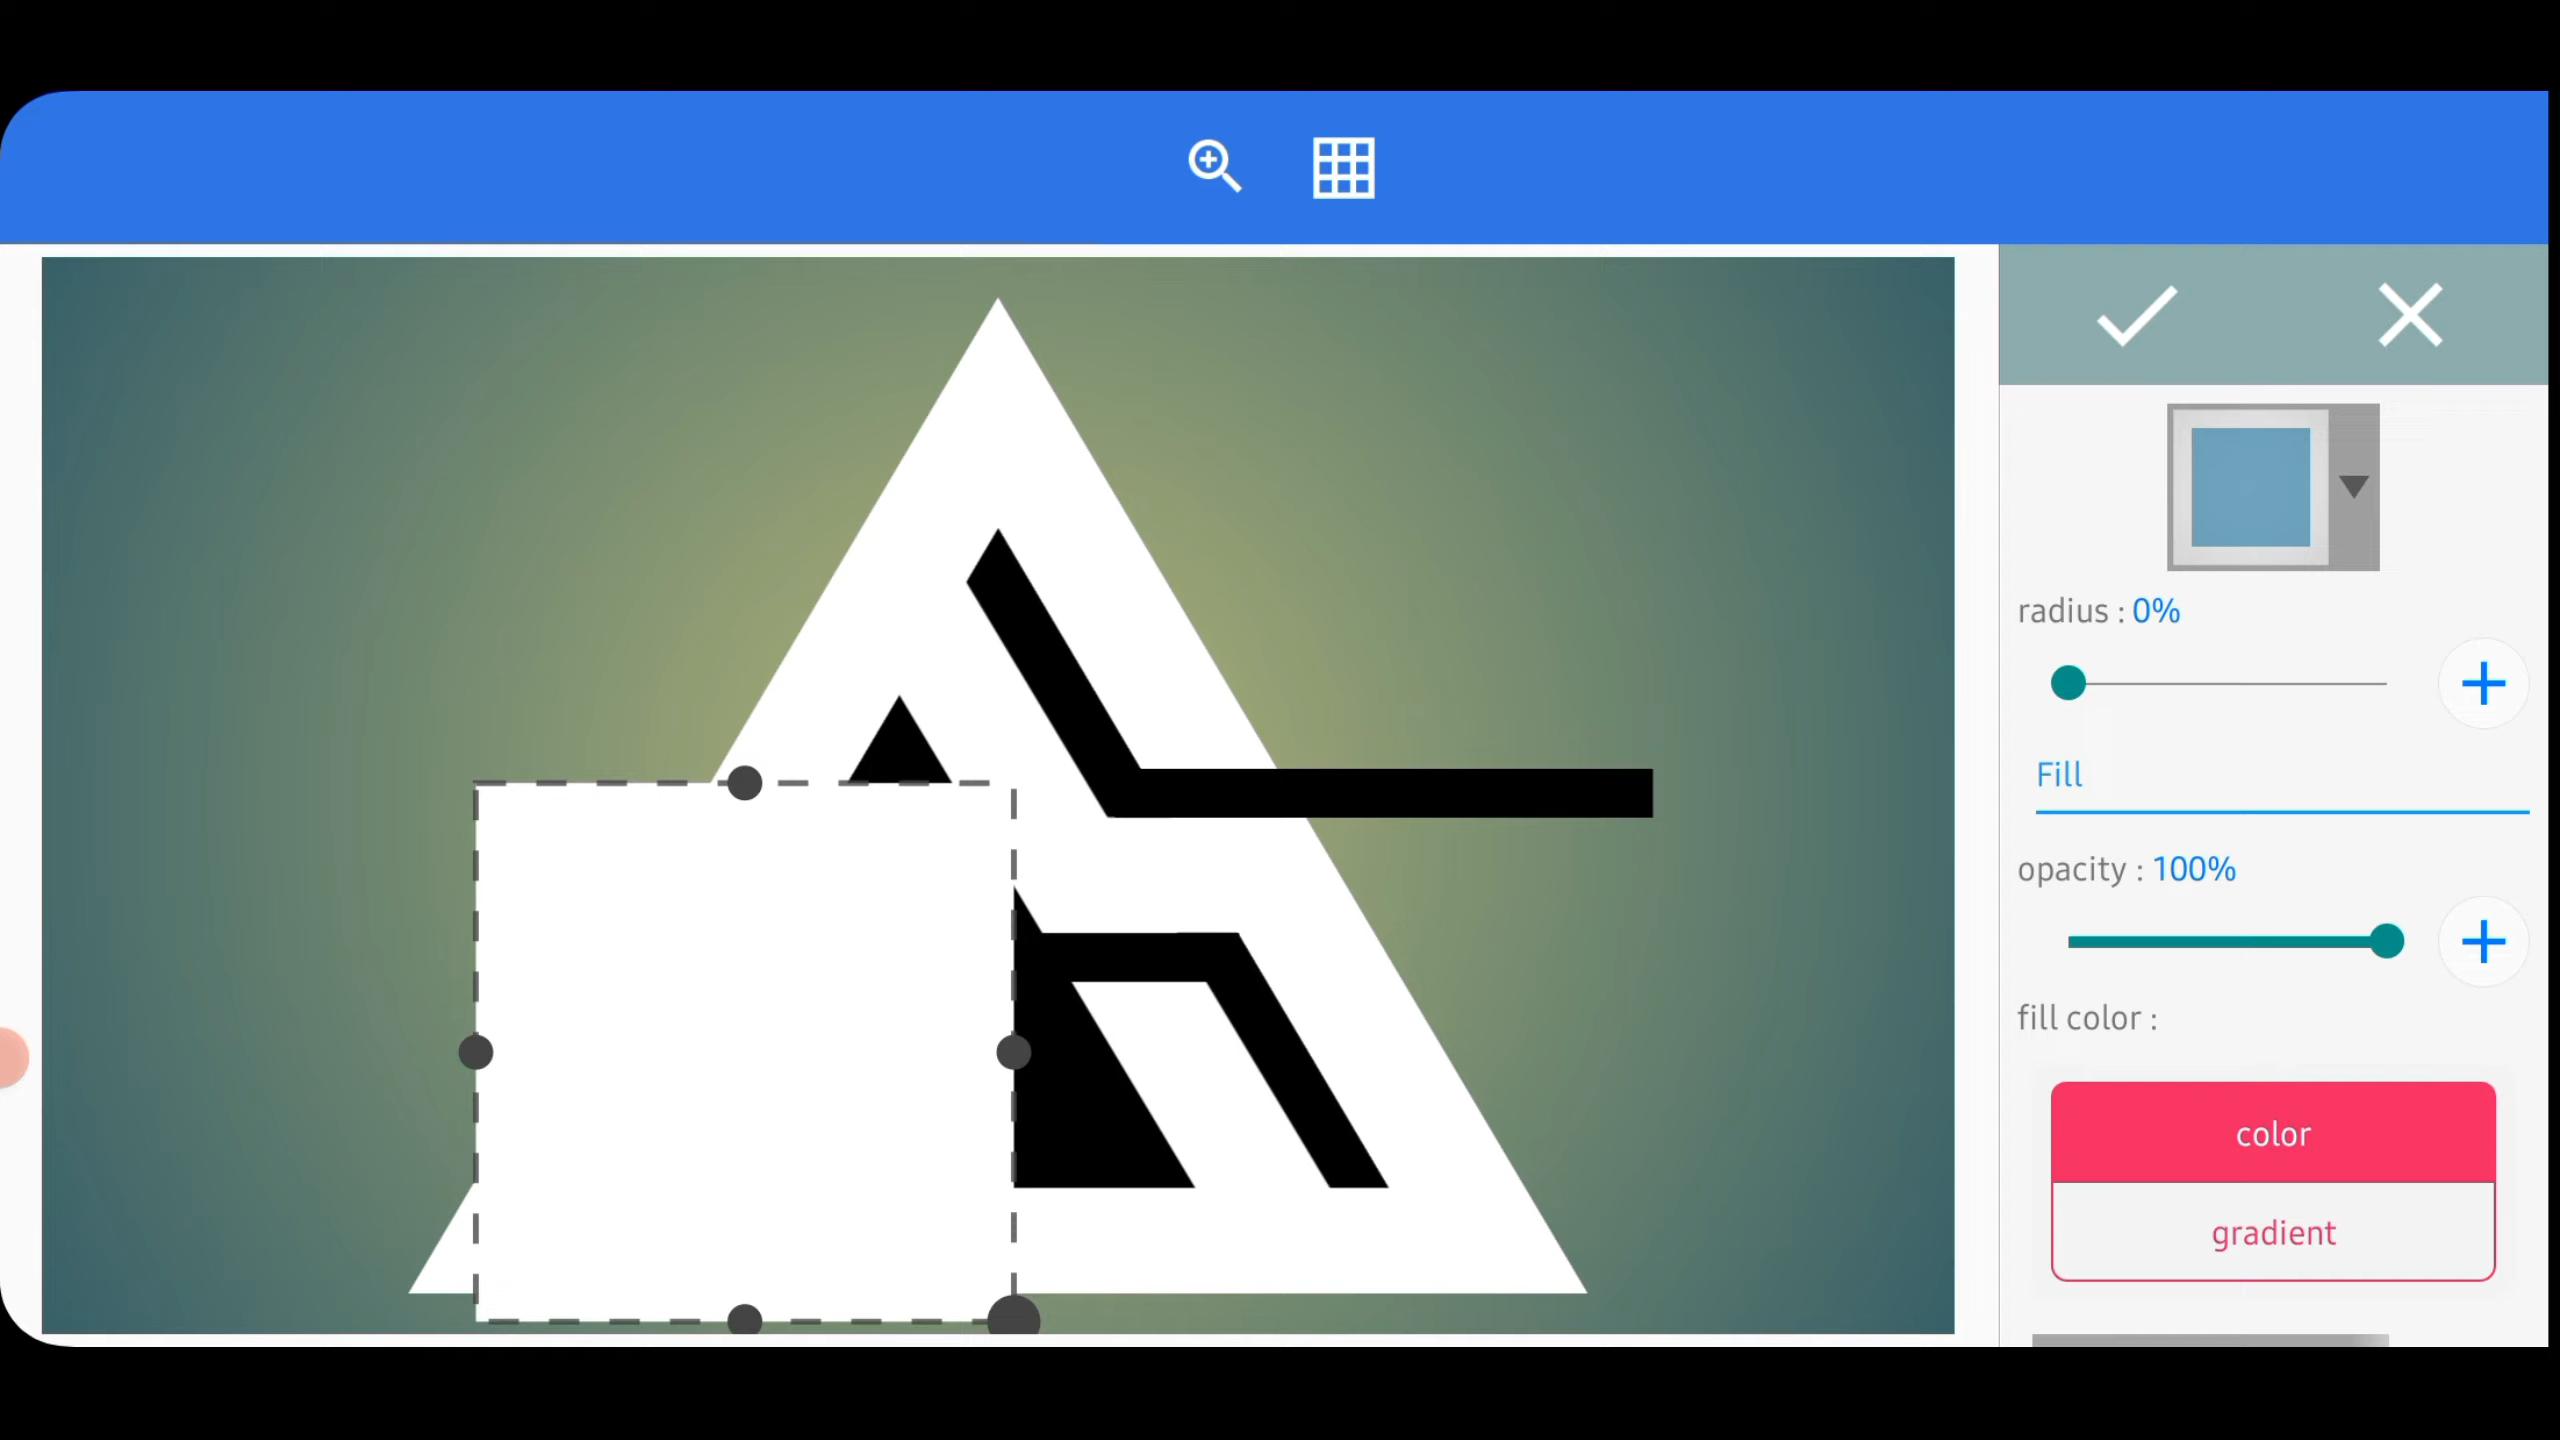 radius : 0%
Fill
opacity : 100%
fill color :
color
gradient